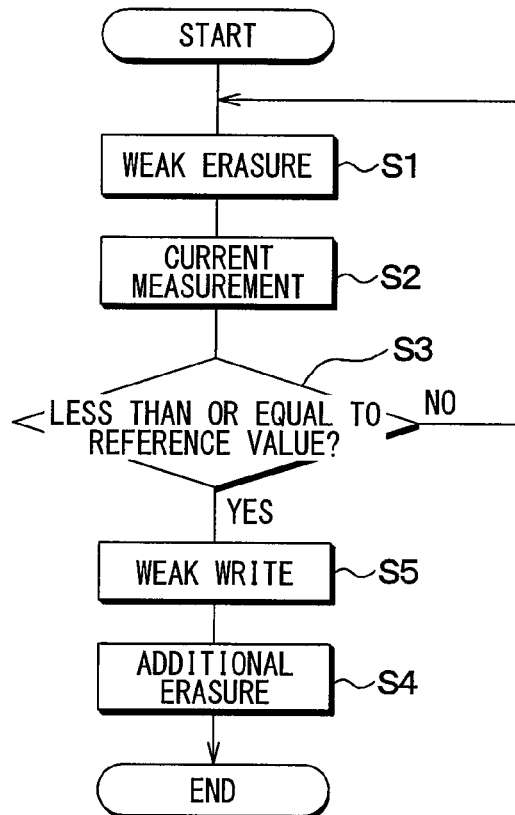 START
WEAK ERASURE
S1
CURRENT
MEASUREMENT
S2
S3
LESS THAN OR EQUAL TO
REFERENCE VALUE?
NO
YES
WEAK WRITE
S5
ADDITIONAL
ERASURE
S4
END